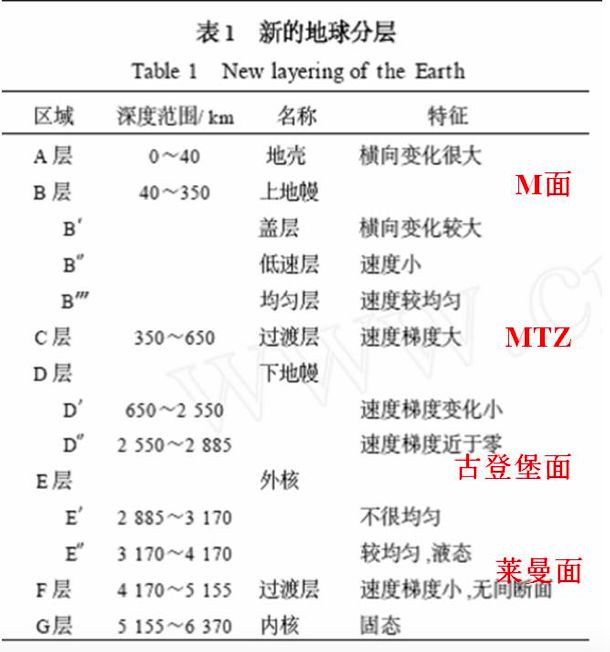 表1 新的地球分层
Table 1 New layering of the Earth
区域 深度范围/km 名称 特征
A层 0～40 地壳 横向变化很大
M面
B层 40～350 上地幔
B′ 盖层 横向变化较大
B″ 低速层 速度小
B‴ 均匀层 速度较均匀
C层 350～650 过渡层 速度梯度大 MTZ
D层 下地幔
D′ 650～2 550 速度梯度变化小
D″ 2 550～2 885 速度梯度近于零
古登堡面
E层 外核
E′ 2 885～3 170 不很均匀
E″ 3 170～4 170 较均匀,液态
莱曼面
F层 4 170～5 155 过渡层 速度梯度小,无间断面
G层 5 155～6 370 内核 固态